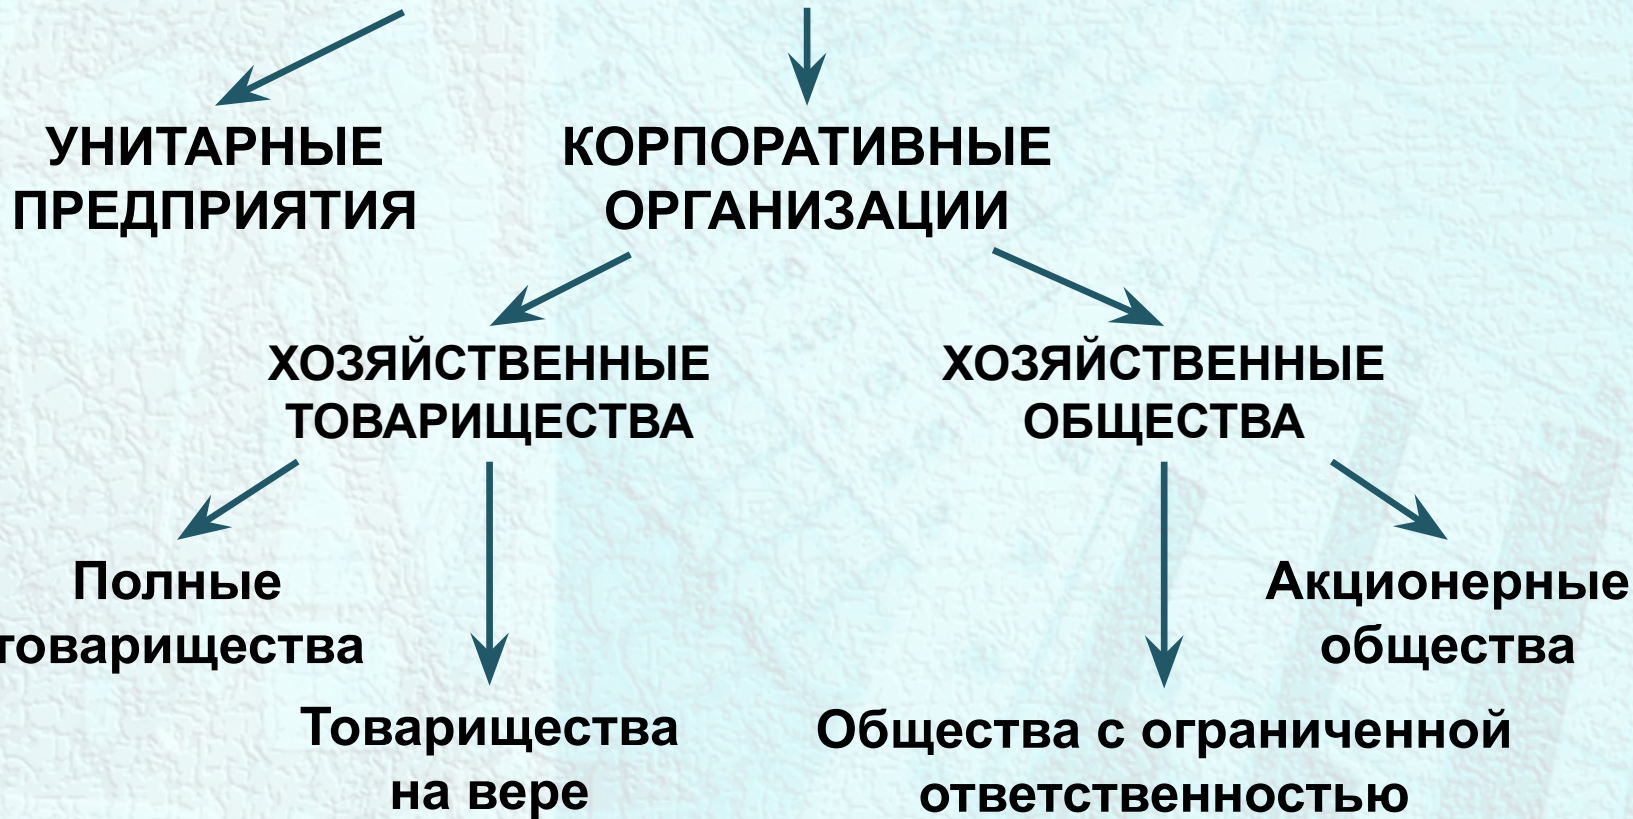 УНИТАРНЫЕ
ПРЕДПРИЯТИЯ
КОРПОРАТИВНЫЕ
ОРГАНИЗАЦИИ
ХОЗЯЙСТВЕННЫЕ
ТОВАРИЩЕСТВА
ХОЗЯЙСТВЕННЫЕ
ОБЩЕСТВА
Полные
товарищества
Акционерные
общества
Товарищества
на вере
Общества с ограниченной
ответственностью